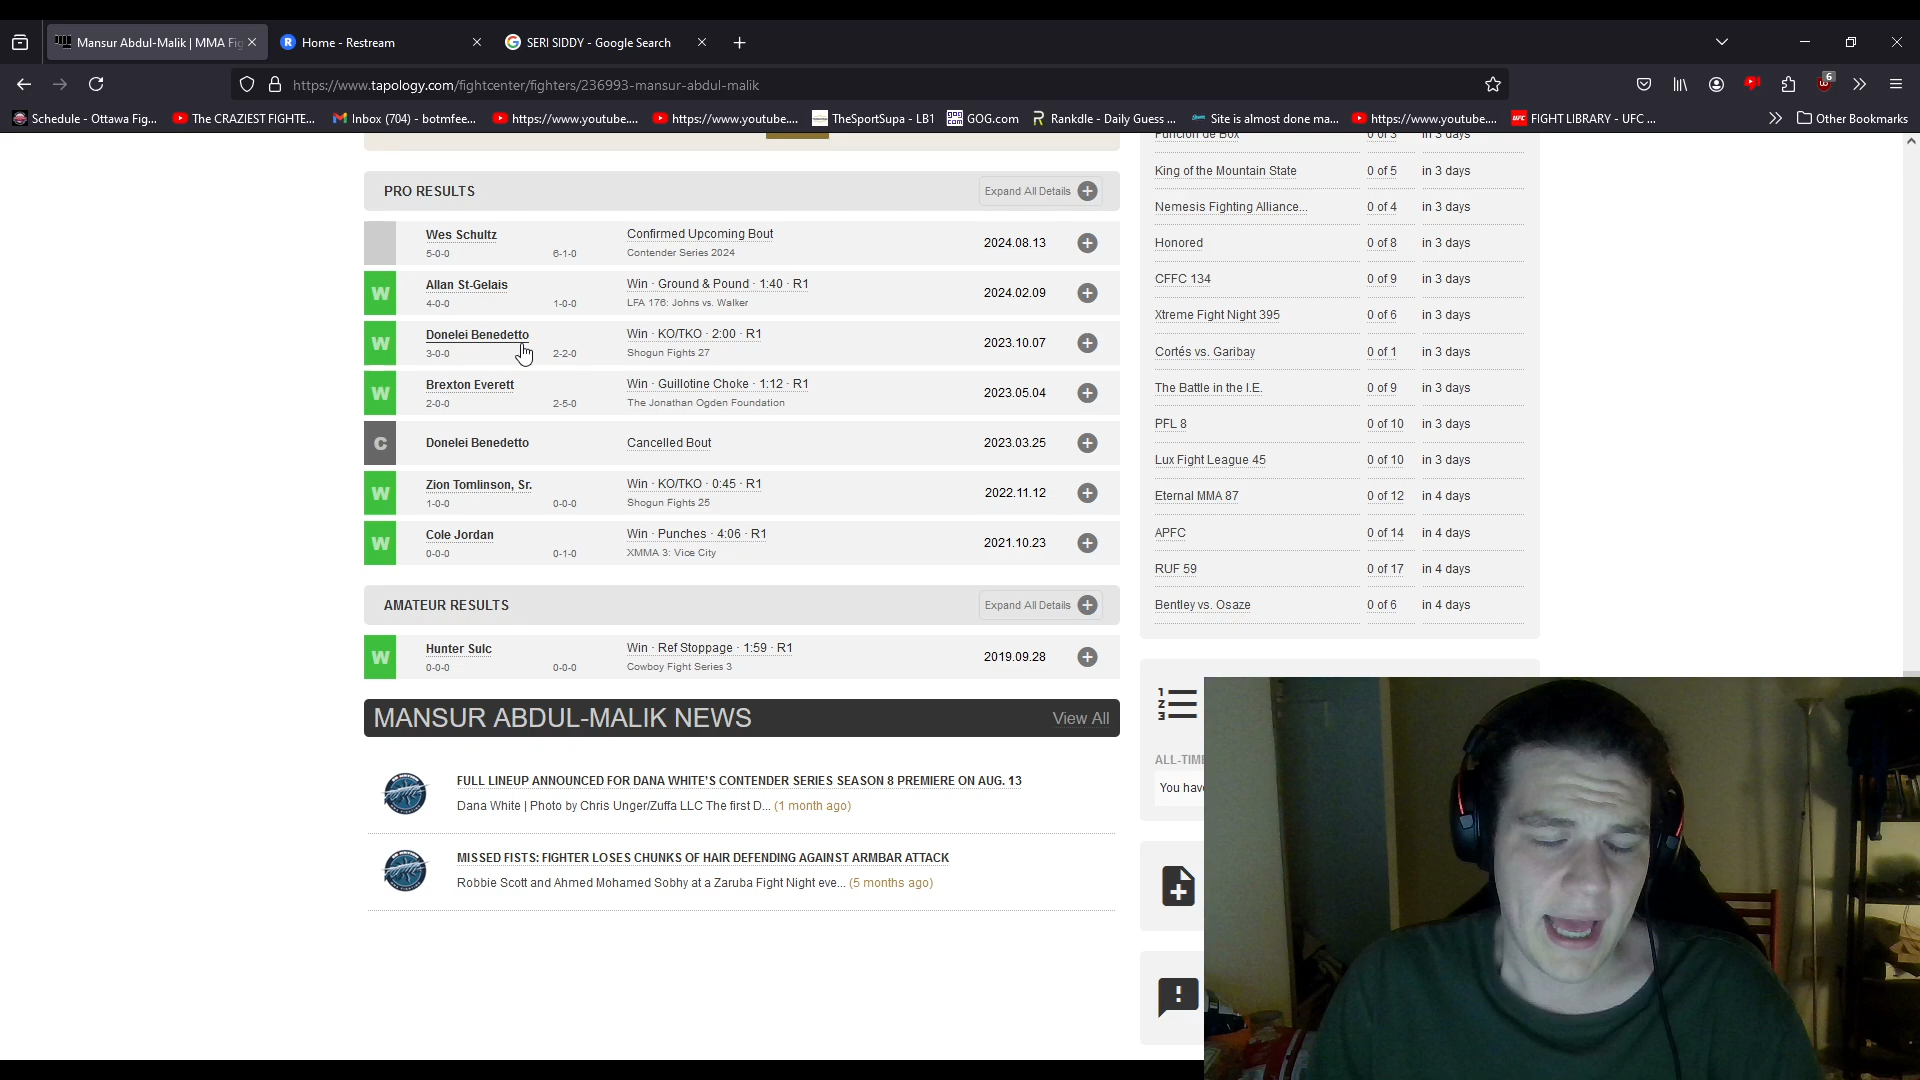 Mansur Abdul-Malik | MMA Fig
Home - Restream
SERI SIDDY - Google Search
https://www.tapology.com/fightcenter/fighters/236993-mansur-abdul-malik
6
Schedule - Ottawa Fig...
The CRAZIEST FIGHTE...
Inbox (704) - botmfee...
https://www.youtube....
https://www.youtube....
TheSportSupa - LB1
GOG.com
Rankdle - Daily Guess ...
Site is almost done ma...
https://www.youtube....
FIGHT LIBRARY - UFC ...
Other Bookmarks
PRO RESULTS
Expand All Details
Wes Schultz
5-0-0 6-1-0
Confirmed Upcoming Bout
Contender Series 2024
2024.08.13
W
Allan St-Gelais
4-0-0 1-0-0
Win · Ground & Pound · 1:40 · R1
LFA 176: Johns vs. Walker
2024.02.09
W
Donelei Benedetto
3-0-0 2-2-0
Win · KO/TKO · 2:00 · R1
Shogun Fights 27
2023.10.07
W
Brexton Everett
2-0-0 2-5-0
Win · Guillotine Choke · 1:12 · R1
The Jonathan Ogden Foundation
2023.05.04
C
Donelei Benedetto
Cancelled Bout
2023.03.25
W
Zion Tomlinson, Sr.
1-0-0 0-0-0
Win · KO/TKO · 0:45 · R1
Shogun Fights 25
2022.11.12
W
Cole Jordan
0-0-0 0-1-0
Win · Punches · 4:06 · R1
XMMA 3: Vice City
2021.10.23
AMATEUR RESULTS
Expand All Details
W
Hunter Sulc
0-0-0 0-0-0
Win · Ref Stoppage · 1:59 · R1
Cowboy Fight Series 3
2019.09.28
MANSUR ABDUL-MALIK NEWS
View All
FULL LINEUP ANNOUNCED FOR DANA WHITE'S CONTENDER SERIES SEASON 8 PREMIERE ON AUG. 13
Dana White | Photo by Chris Unger/Zuffa LLC The first D... (1 month ago)
MISSED FISTS: FIGHTER LOSES CHUNKS OF HAIR DEFENDING AGAINST ARMBAR ATTACK
Robbie Scott and Ahmed Mohamed Sobhy at a Zaruba Fight Night eve... (5 months ago)
Funcion de Box 0 of 3 in 3 days
King of the Mountain State 0 of 5 in 3 days
Nemesis Fighting Alliance... 0 of 4 in 3 days
Honored 0 of 8 in 3 days
CFFC 134 0 of 9 in 3 days
Xtreme Fight Night 395 0 of 6 in 3 days
Cortés vs. Garibay 0 of 1 in 3 days
The Battle in the I.E. 0 of 9 in 3 days
PFL 8 0 of 10 in 3 days
Lux Fight League 45 0 of 10 in 3 days
Eternal MMA 87 0 of 12 in 4 days
APFC 0 of 14 in 4 days
RUF 59 0 of 17 in 4 days
Bentley vs. Osaze 0 of 6 in 4 days
ALL-TIM
You hav